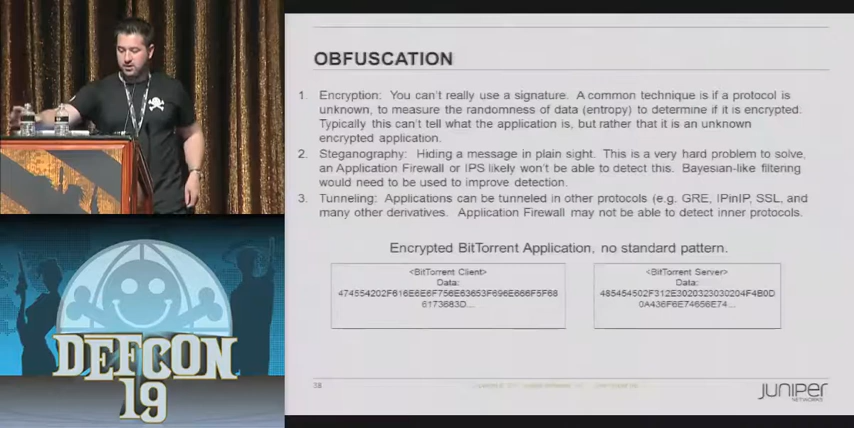 OBFUSCATION
1. Encryption: You can't really use a signature. A common technique is if a protocol is
unknown, to measure the randomness of data (entropy) to determine if it is encrypted.
Typically this can't tell what the application is, but rather that it is an unknown
encrypted application.
2. Steganography: Hiding a message in plain sight. This is a very hard problem to solve,
an Application Firewall or IPS likely won't be able to detect this. Bayesian-like filtering
would need to be used to improve detection.
3. Tunneling: Applications can be tunneled in other protocols (e.g. GRE, IPinIP, SSL, and
many other derivatives. Application Firewall may not be able to detect inner protocols.
Encrypted BitTorrent Application, no standard pattern.
<BitTorrent Client>
Data:
474554202F616E6E6F756E63653F696E666F5F68
6173683D...
<BitTorrent Server>
Data:
485454502F312E3020323030204F4B0D
0A436F6E74656E74...
38
JUNIPER
NETWORKS
DEFCON
19